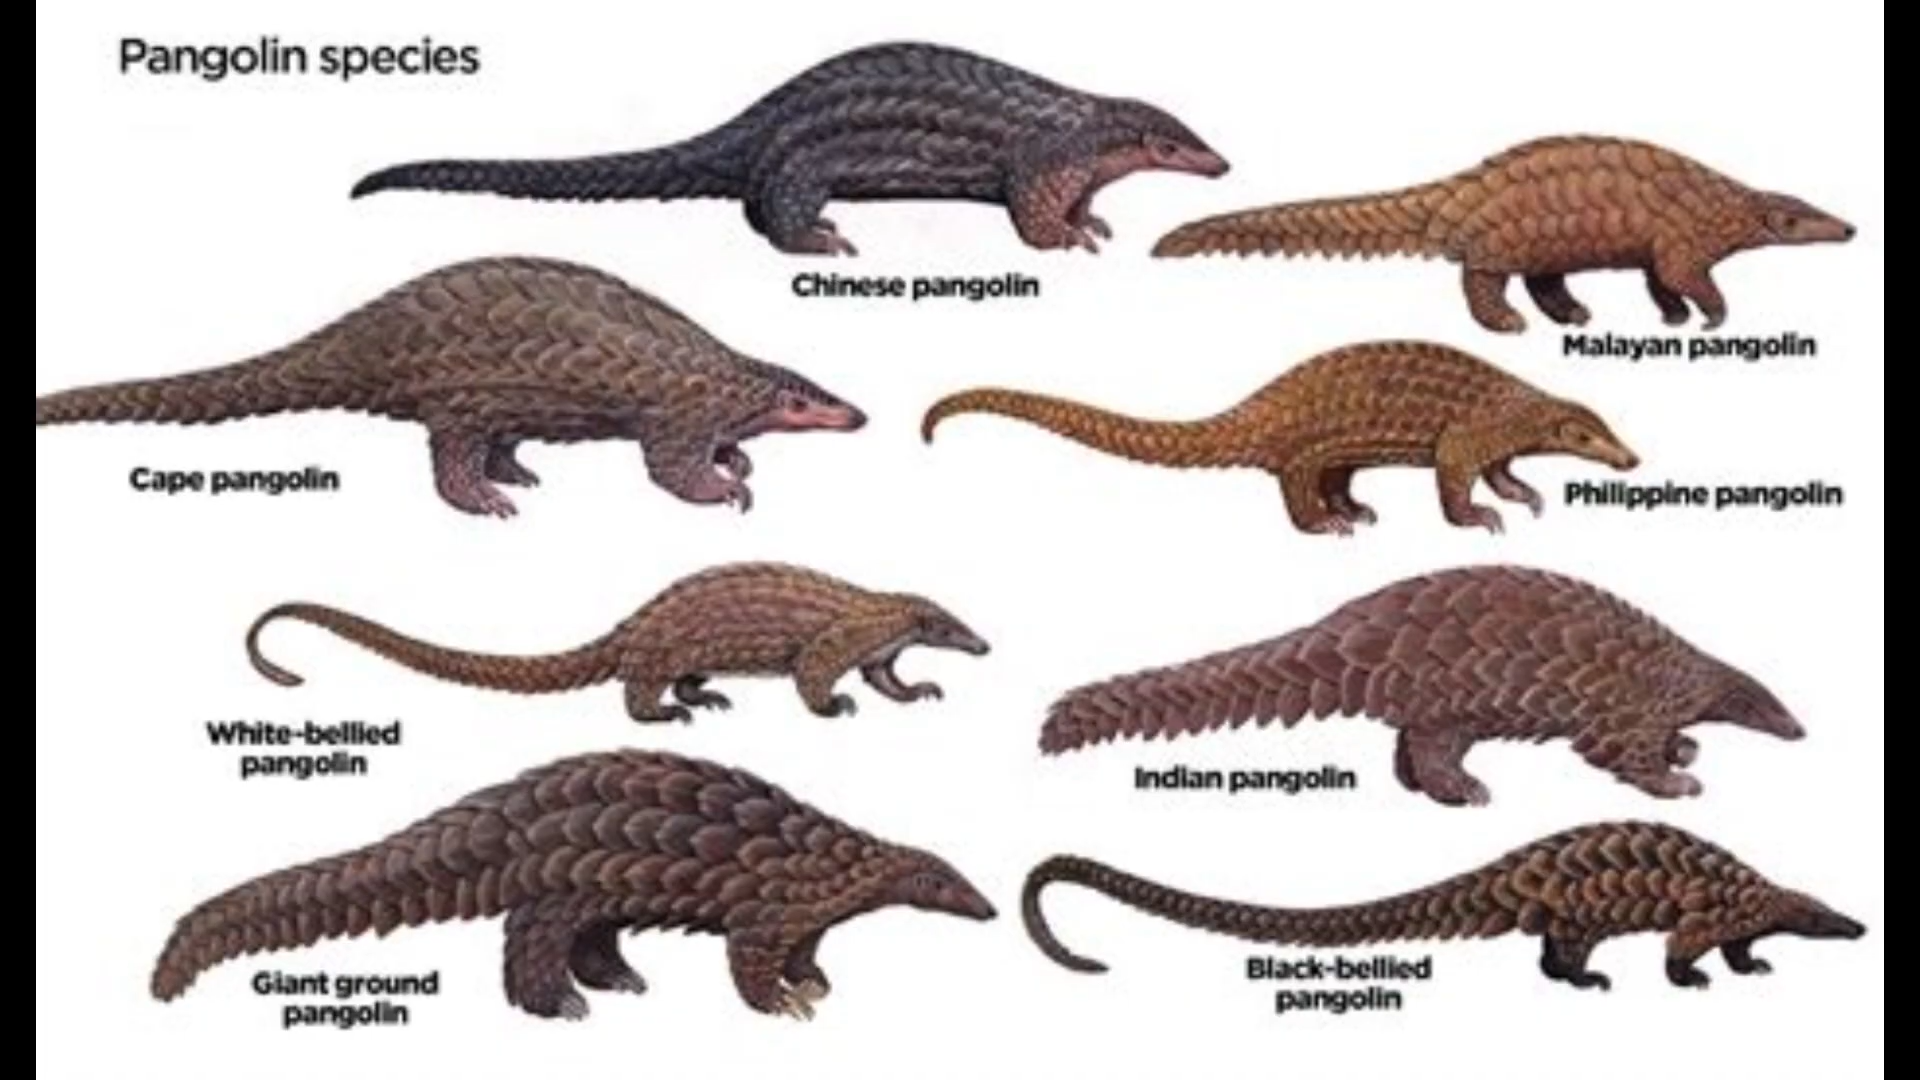 Pangolin species
Chinese pangolin
Malayan pangolin
Cape pangolin
Philippine pangolin
White-bellied
pangolin
Indian pangolin
Giant ground
pangolin
Black-bellied
pangolin